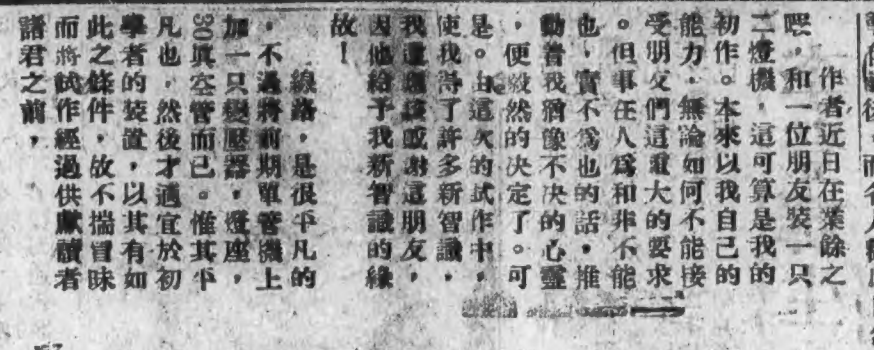 作者近日在業餘之
暇，和一位朋友裝一只
二燈機，這可算是我的
初作。本來以我自己的
能力，無論如何不能接
受朋友們這重大的要求
。但事在人爲和非不能
也，實不爲也的話，推
動着我猶像不决的心靈
，便毅然的决定了。可
是。由這次的試作中，
使我得了許多新智識，
我還應該感謝這朋友，
因他給予我新智識的緣
故！
線路，是很平凡的
，不過將前期單管機上
加一只變壓器，燈座，
30眞空管而已。惟其平
凡也，然後才適宜於初
學者的裝置，以其有如
此之條件，故不揣冒昧
而將試作經過供獻讀者
諸君之前，